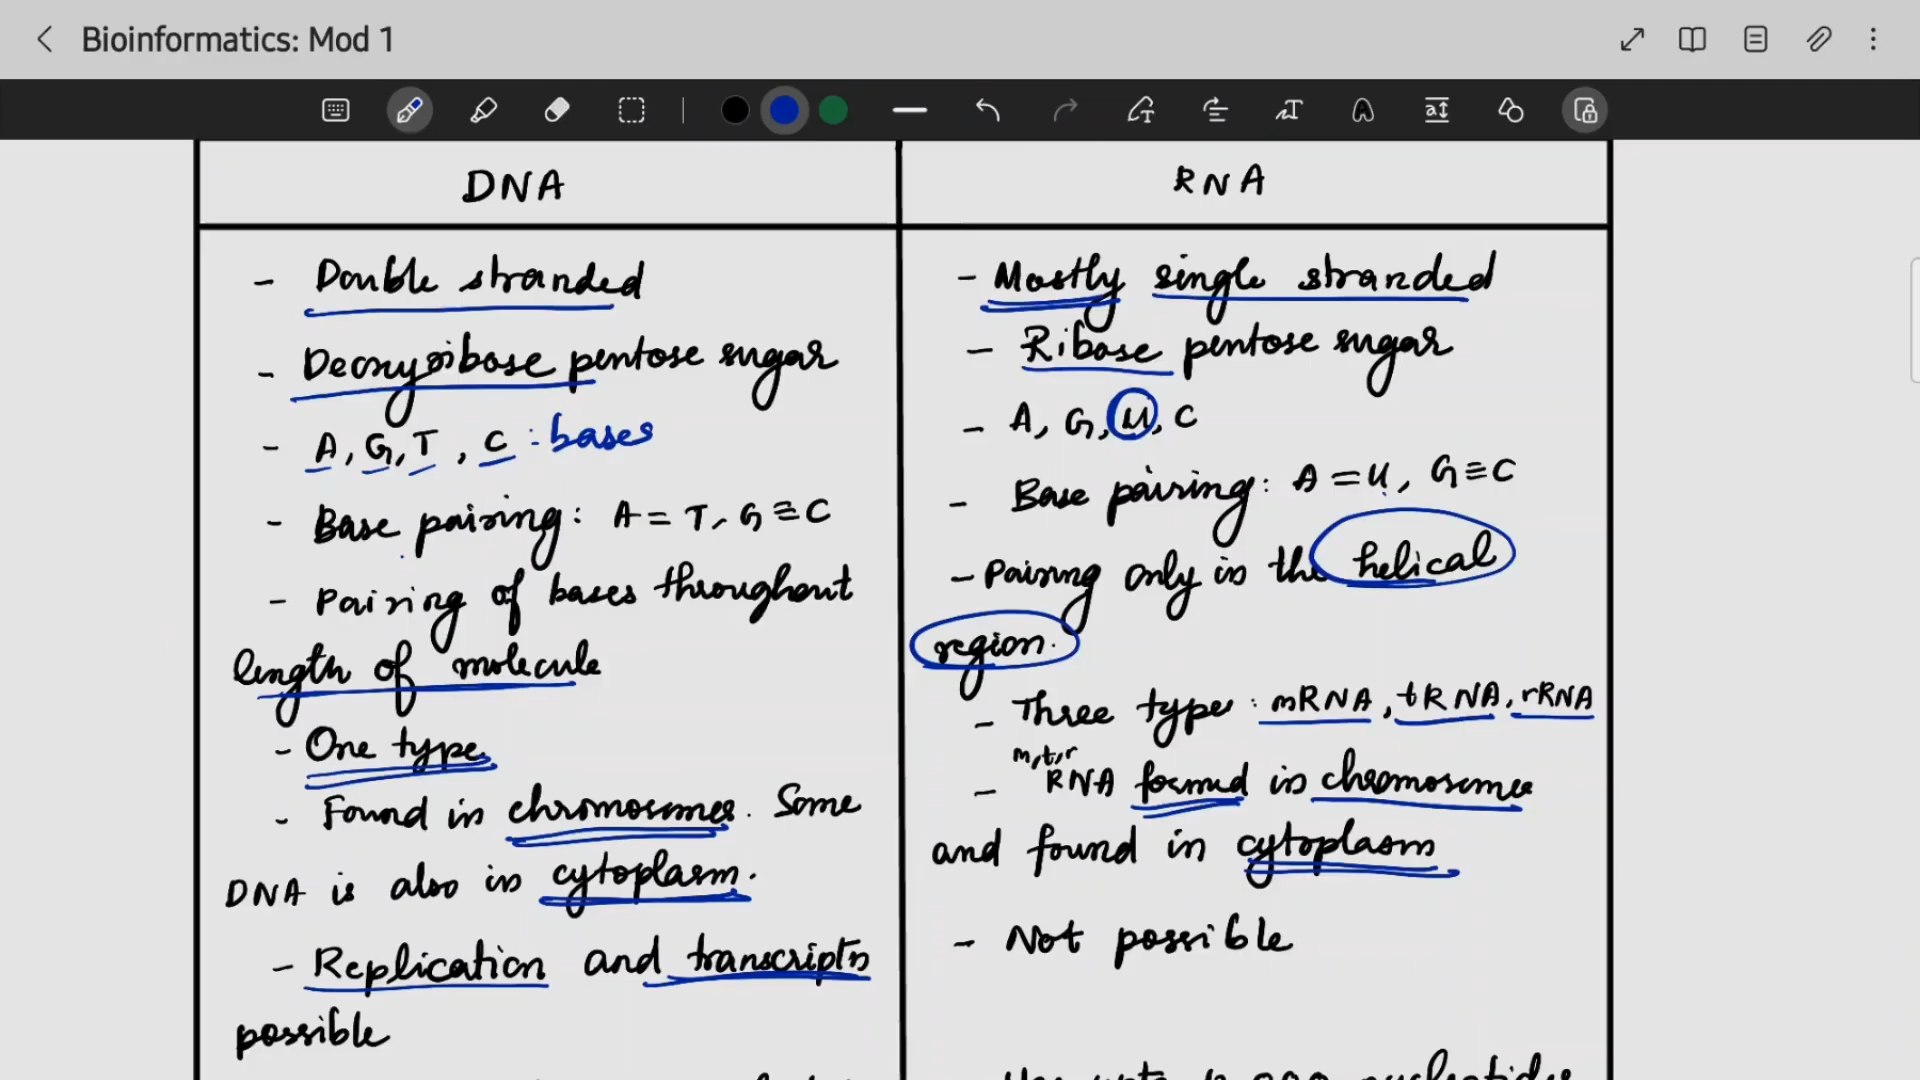 Bioinformatics: Mod 1
DNA
- Double stranded
- Deoxyribose pentose sugar
- A, G, T, C : bases
- Base pairing: A = T, G ≡ C
- Pairing of bases throughout
length of molecule
- One type
- Found in chromosomes. Some
DNA is also in cytoplasm.
- Replication and transcriptn
possible
RNA
- Mostly single stranded
- Ribose pentose sugar
- A, G, U, C
- Base pairing: A = U, G ≡ C
- Pairing only in the helical
region.
- Three type: mRNA, tRNA, rRNA
- m,t,r RNA formed in chromosomes
and found in cytoplasm
- Not possible